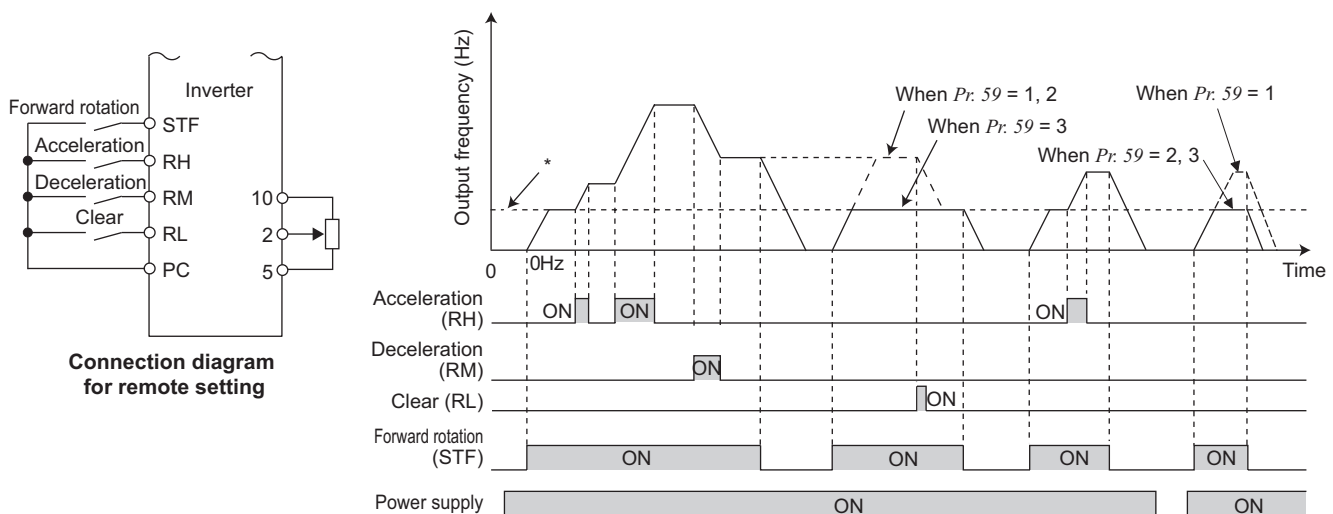 Inverter
Forward rotation
STF
Acceleration
RH
Deceleration
RM
Clear
RL
PC
10
2
5
Connection diagram
for remote setting
Output frequency (Hz)
*
When Pr. 59 = 1, 2
When Pr. 59 = 3
When Pr. 59 = 1
When Pr. 59 = 2, 3
0
0Hz
Time
Acceleration
(RH)
ON
ON
ON
Deceleration
(RM)
ON
Clear (RL)
ON
Forward rotation
(STF)
ON
ON
ON
ON
Power supply
ON
ON